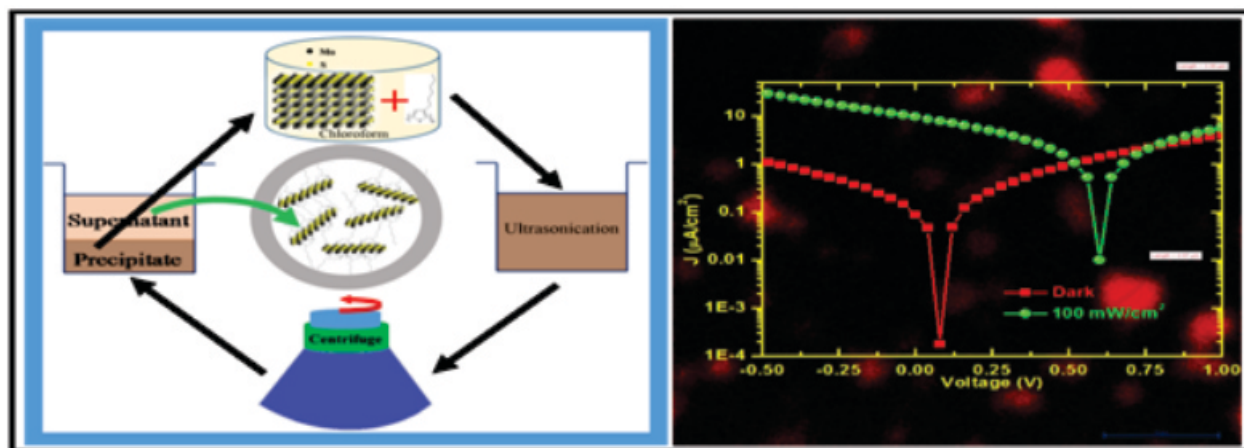 Mo
S
Chloroform
Supernatant
Precipitate
Ultrasonication
Centrifuge
10
1
0.1
0.01
1E-3
1E-4
J (µA/cm²)
Dark
100 mW/cm²
-0.50 -0.25 0.00 0.25 0.50 0.75 1.00
Voltage (V)